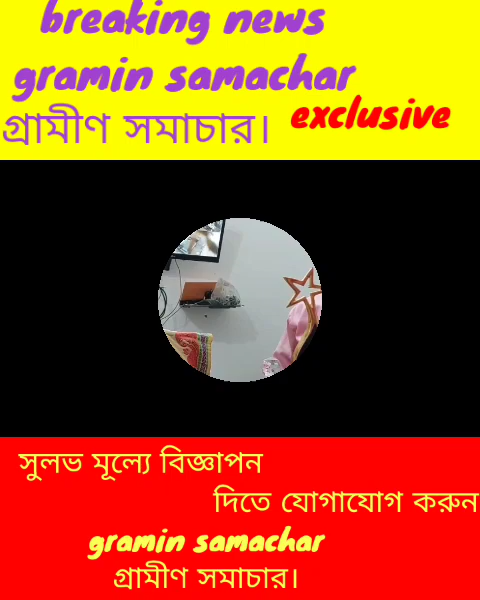 breaking news
gramin samachar
গ্রামীণ সমাচার।
exclusive
সুলভ মূল্যে বিজ্ঞাপন
দিতে যোগাযোগ করুন
gramin samachar
গ্রামীণ সমাচার।